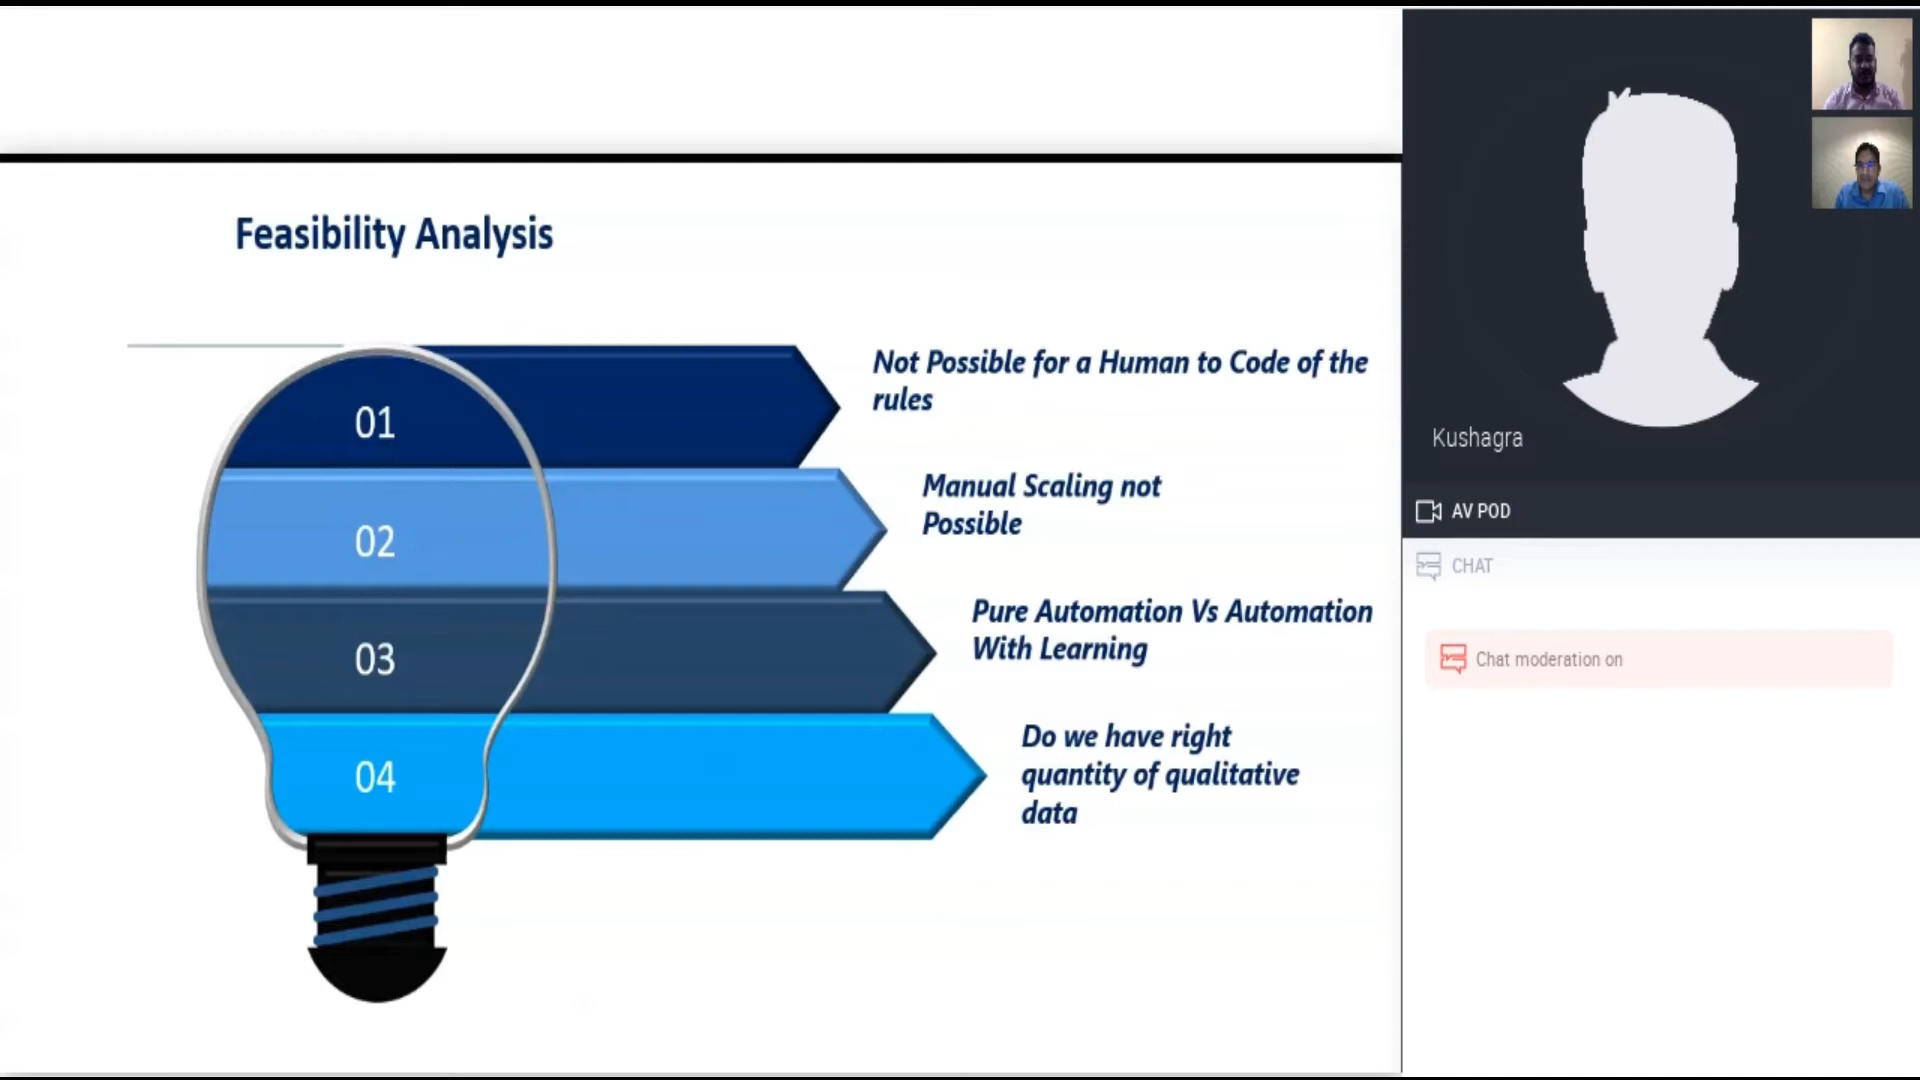 Feasibility Analysis
01
Not Possible for a Human to Code of the
rules
02
Manual Scaling not
Possible
03
Pure Automation Vs Automation
With Learning
04
Do we have right
quantity of qualitative
data
Kushagra
AV POD
CHAT
Chat moderation on